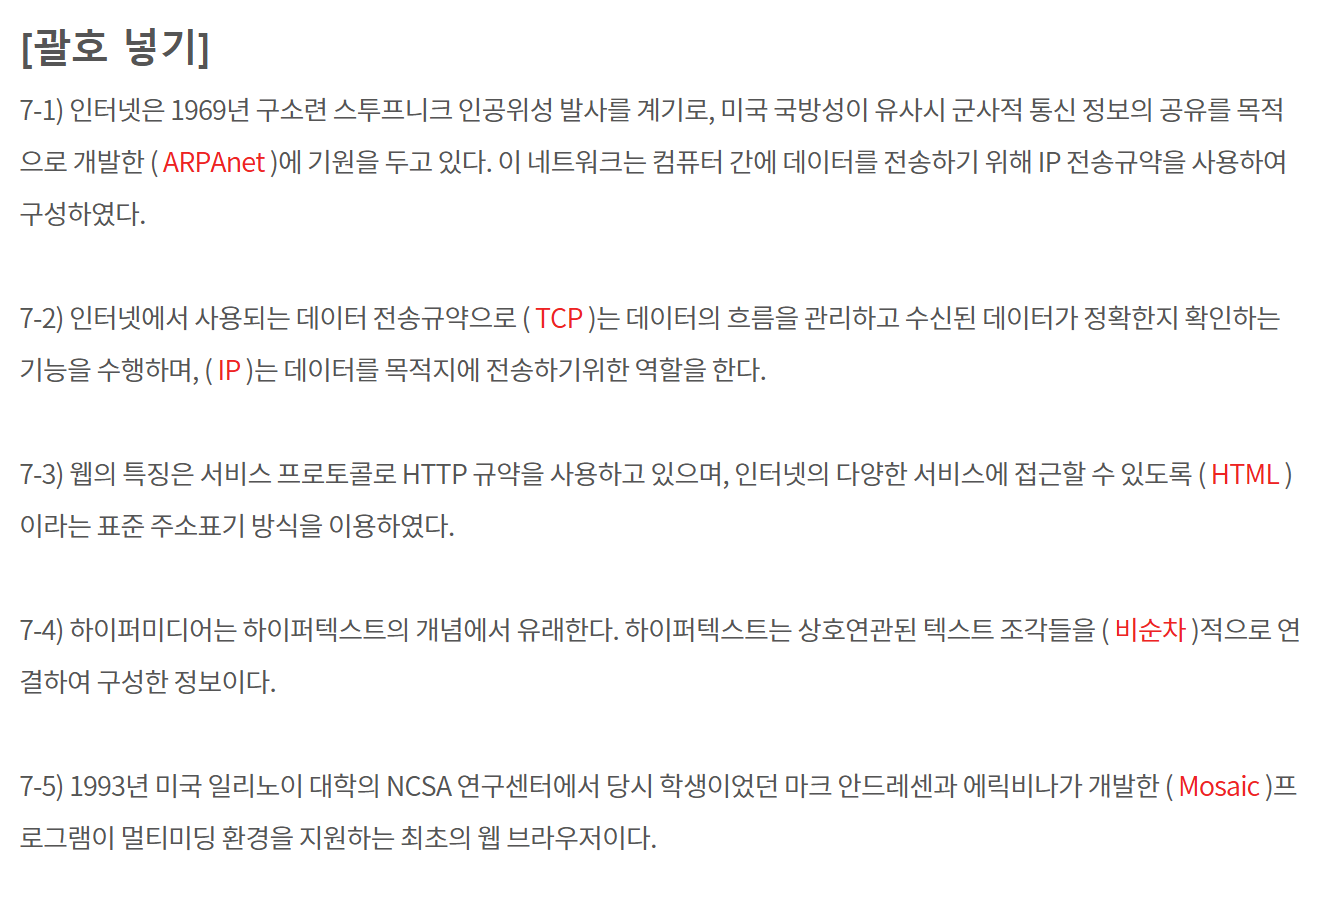 [괄호 넣기]
7-1) 인터넷은 1969년 구소련 스투프니크 인공위성 발사를 계기로, 미국 국방성이 유사시 군사적 통신 정보의 공유를 목적
으로 개발한 ( ARPAnet )에 기원을 두고 있다. 이 네트워크는 컴퓨터 간에 데이터를 전송하기 위해 IP 전송규약을 사용하여
구성하였다.
7-2) 인터넷에서 사용되는 데이터 전송규약으로 ( TCP )는 데이터의 흐름을 관리하고 수신된 데이터가 정확한지 확인하는
기능을 수행하며, ( IP )는 데이터를 목적지에 전송하기위한 역할을 한다.
7-3) 웹의 특징은 서비스 프로토콜로 HTTP 규약을 사용하고 있으며, 인터넷의 다양한 서비스에 접근할 수 있도록 ( HTML )
이라는 표준 주소표기 방식을 이용하였다.
7-4) 하이퍼미디어는 하이퍼텍스트의 개념에서 유래한다. 하이퍼텍스트는 상호연관된 텍스트 조각들을 ( 비순차 )적으로 연
결하여 구성한 정보이다.
7-5) 1993년 미국 일리노이 대학의 NCSA 연구센터에서 당시 학생이었던 마크 안드레센과 에릭비나가 개발한 ( Mosaic )프
로그램이 멀티미딩 환경을 지원하는 최초의 웹 브라우저이다.